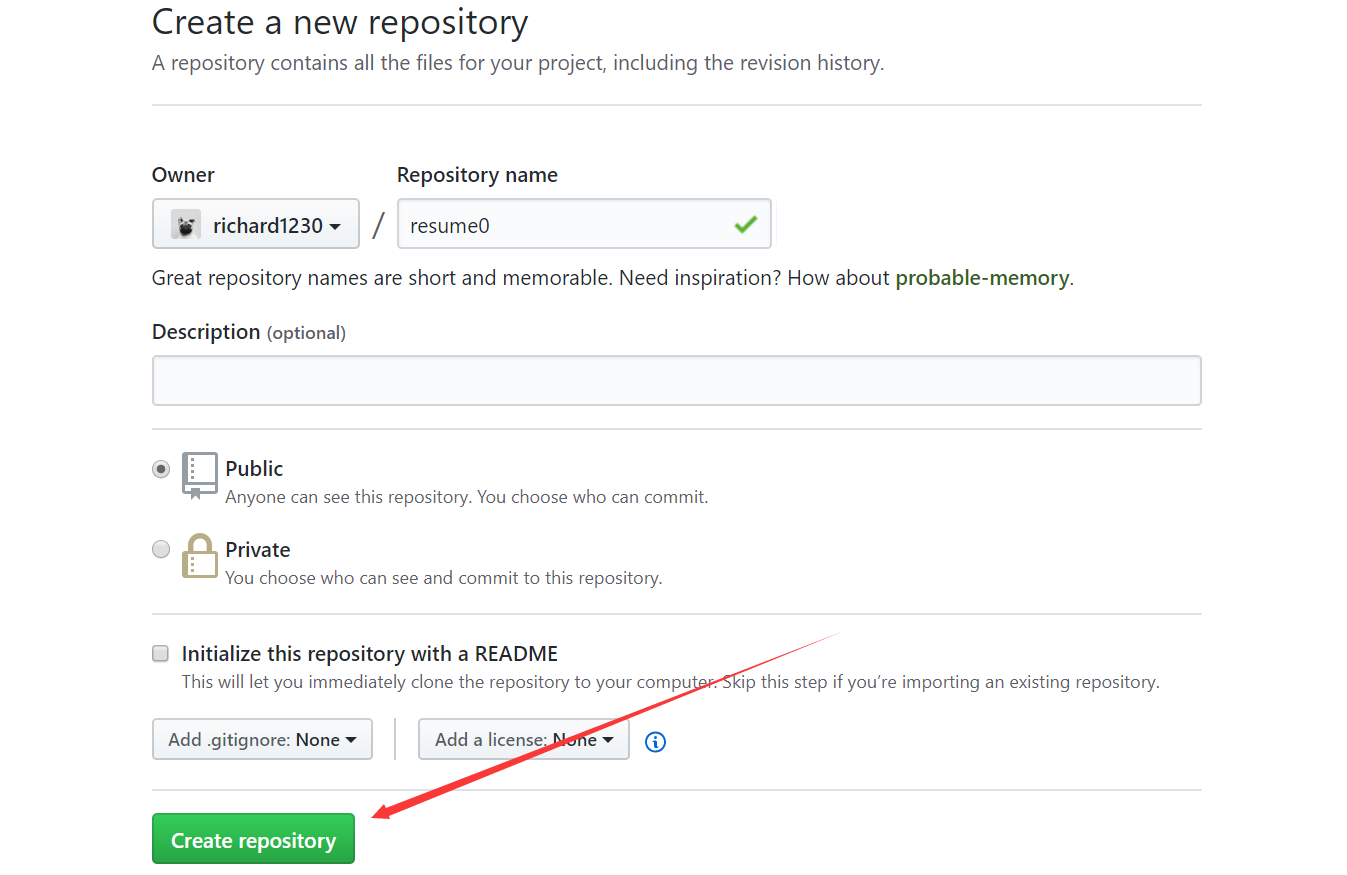 Create a new repository
A repository contains all the files for your project, including the revision history.
Owner
Repository name
richard1230
/
resume0
Great repository names are short and memorable. Need inspiration? How about probable-memory.
Description (optional)
Public
Anyone can see this repository. You choose who can commit.
Private
You choose who can see and commit to this repository.
Initialize this repository with a README
This will let you immediately clone the repository to your computer. Skip this step if you’re importing an existing repository.
Add .gitignore: None
Add a license: None
Create repository